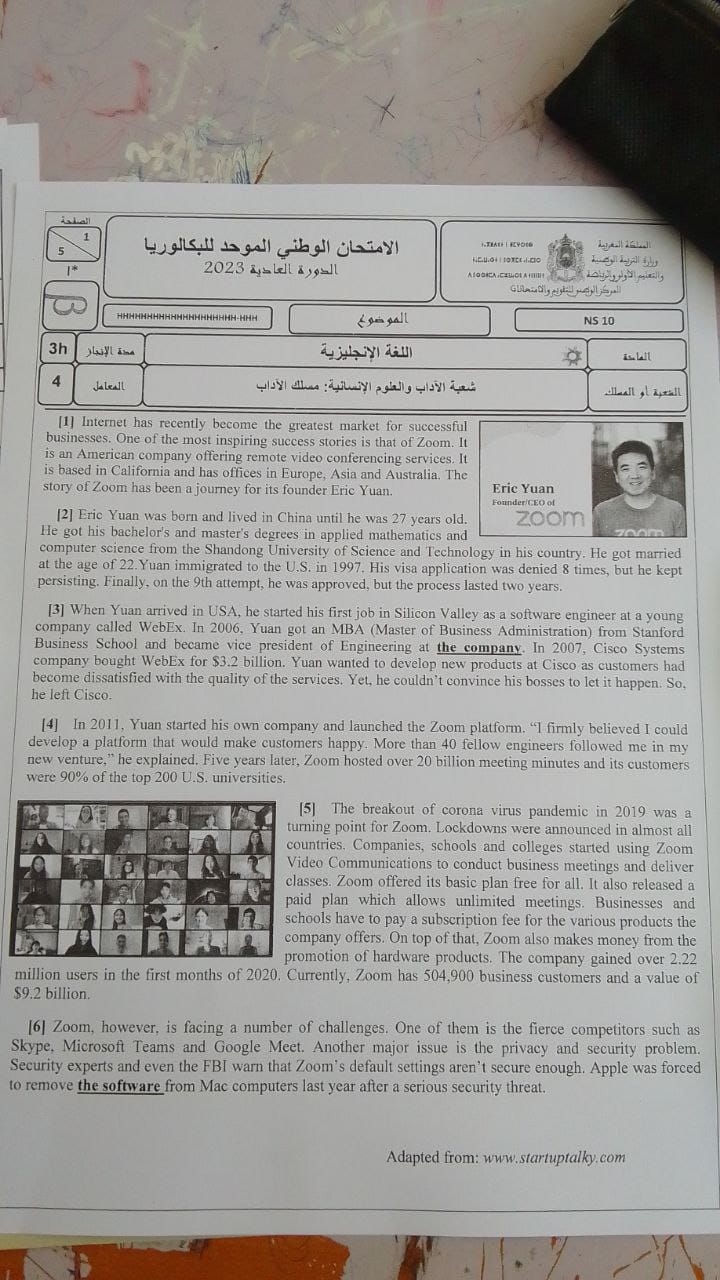 الصفحة
1
5
*1
الامتحان الوطني الموحد للبكالوريا
الدورة العادية 2023
المملكة المغربية
وزارة التربية الوطنية
والتعليم الأولي والرياضة
المركز الوطني للتقويم والامتحانات
HHHHHHHHHHHHHHHHHHHH-HHH
الموضوع
NS 10
3h
مدة الإنجاز
اللغة الإنجليزية
المادة
4
المعامل
شعبة الآداب والعلوم الإنسانية: مسلك الآداب
الشعبة أو المسلك
[1] Internet has recently become the greatest market for successful
businesses. One of the most inspiring success stories is that of Zoom. It
is an American company offering remote video conferencing services. It
is based in California and has offices in Europe, Asia and Australia. The
story of Zoom has been a journey for its founder Eric Yuan.
Eric Yuan
Founder/CEO of
zoom
zoom
[2] Eric Yuan was born and lived in China until he was 27 years old.
He got his bachelor's and master's degrees in applied mathematics and
computer science from the Shandong University of Science and Technology in his country. He got married
at the age of 22.Yuan immigrated to the U.S. in 1997. His visa application was denied 8 times, but he kept
persisting. Finally, on the 9th attempt, he was approved, but the process lasted two years.
[3] When Yuan arrived in USA, he started his first job in Silicon Valley as a software engineer at a young
company called WebEx. In 2006, Yuan got an MBA (Master of Business Administration) from Stanford
Business School and became vice president of Engineering at the company. In 2007, Cisco Systems
company bought WebEx for $3.2 billion. Yuan wanted to develop new products at Cisco as customers had
become dissatisfied with the quality of the services. Yet, he couldn't convince his bosses to let it happen. So,
he left Cisco.
[4] In 2011, Yuan started his own company and launched the Zoom platform. "I firmly believed I could
develop a platform that would make customers happy. More than 40 fellow engineers followed me in my
new venture," he explained. Five years later, Zoom hosted over 20 billion meeting minutes and its customers
were 90% of the top 200 U.S. universities.
[5] The breakout of corona virus pandemic in 2019 was a
turning point for Zoom. Lockdowns were announced in almost all
countries. Companies, schools and colleges started using Zoom
Video Communications to conduct business meetings and deliver
classes. Zoom offered its basic plan free for all. It also released a
paid plan which allows unlimited meetings. Businesses and
schools have to pay a subscription fee for the various products the
company offers. On top of that, Zoom also makes money from the
promotion of hardware products. The company gained over 2.22
million users in the first months of 2020. Currently, Zoom has 504,900 business customers and a value of
$9.2 billion.
[6] Zoom, however, is facing a number of challenges. One of them is the fierce competitors such as
Skype, Microsoft Teams and Google Meet. Another major issue is the privacy and security problem.
Security experts and even the FBI warn that Zoom's default settings aren't secure enough. Apple was forced
to remove the software from Mac computers last year after a serious security threat.
Adapted from: www.startuptalky.com